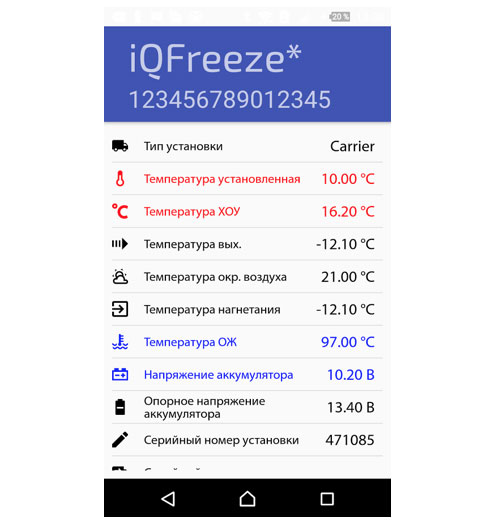 20 %
iQFreeze*
123456789012345
Тип установки Carrier
Температура установленная 10.00 °C
°C Температура ХОУ 16.20 °C
Температура вых. -12.10 °C
Температура окр. воздуха 21.00 °C
Температура нагнетания -12.10 °C
Температура ОЖ 97.00 °C
Напряжение аккумулятора 10.20 В
Опорное напряжение
аккумулятора 13.40 В
Серийный номер установки 471085